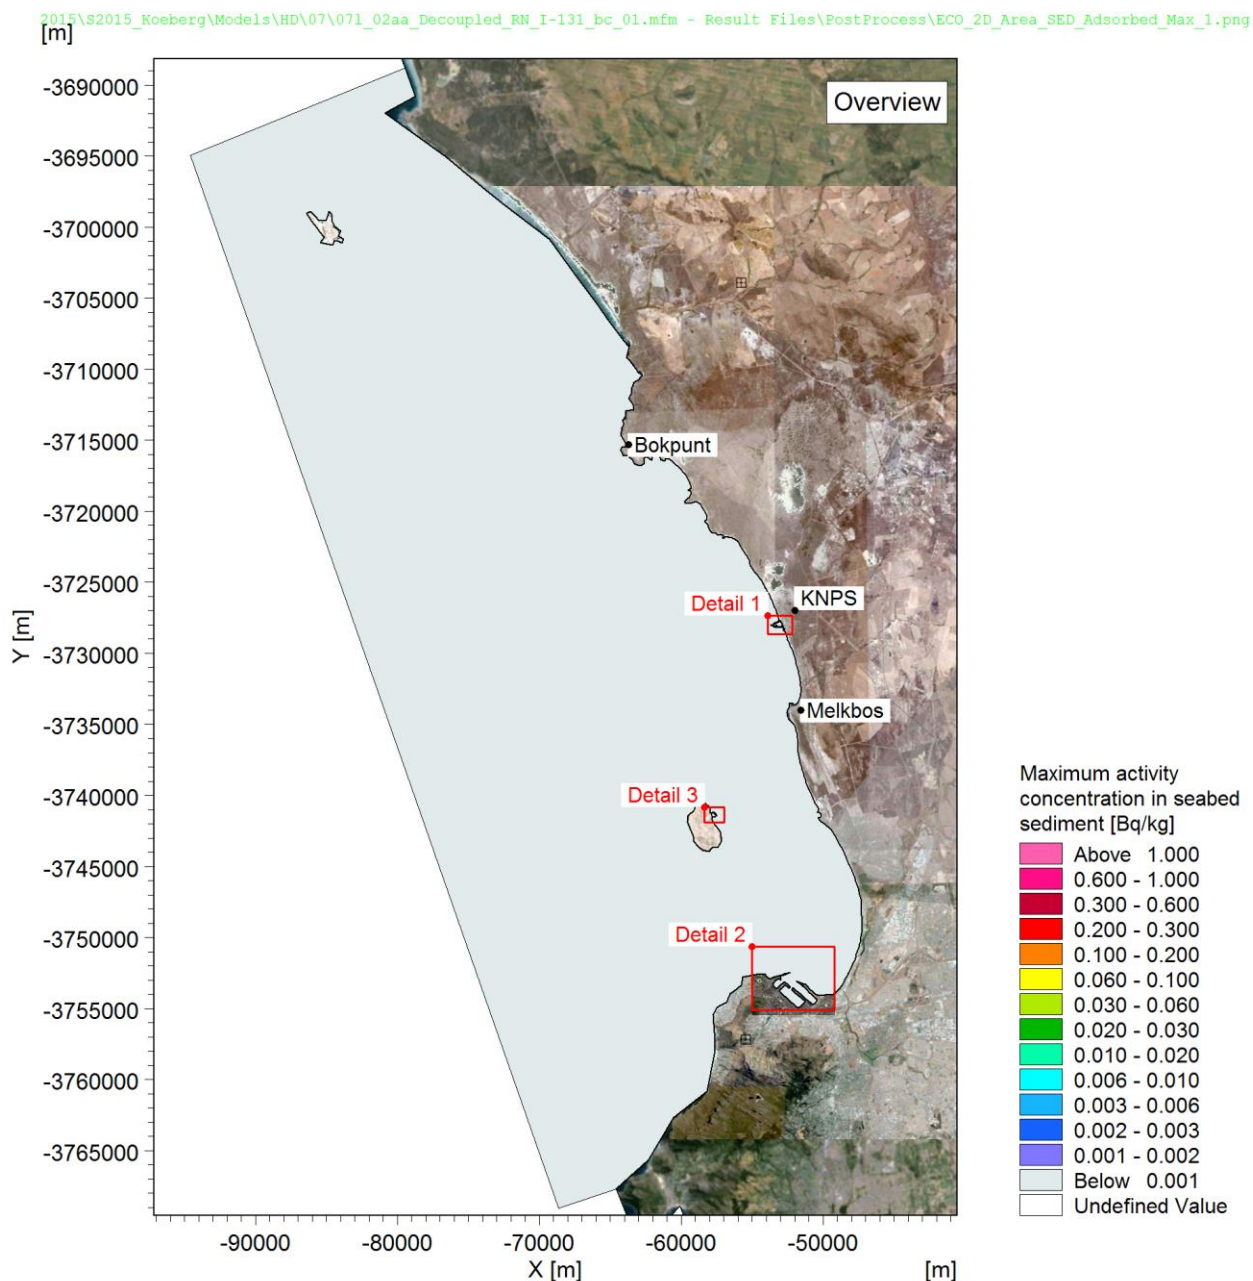 2015\S2015_Koeberg\Models\HD\07\071_02aa_Decoupled_RN_I-131_bc_01.mfm - Result Files\PostProcess\ECO_2D_Area_SED_Adsorbed_Max_1.png
[m]
Overview
-3690000
-3695000
-3700000
-3705000
-3710000
-3715000
Bokpunt
-3720000
-3725000
KNPS
Detail 1
Y [m]
-3730000
-3735000
Melkbos
-3740000
Detail 3
-3745000
-3750000
Detail 2
-3755000
-3760000
-3765000
-90000
-80000
-70000
-60000
-50000
X [m]
[m]
Maximum activity
concentration in seabed
sediment [Bq/kg]
Above 1.000
0.600 - 1.000
0.300 - 0.600
0.200 - 0.300
0.100 - 0.200
0.060 - 0.100
0.030 - 0.060
0.020 - 0.030
0.010 - 0.020
0.006 - 0.010
0.003 - 0.006
0.002 - 0.003
0.001 - 0.002
Below 0.001
Undefined Value